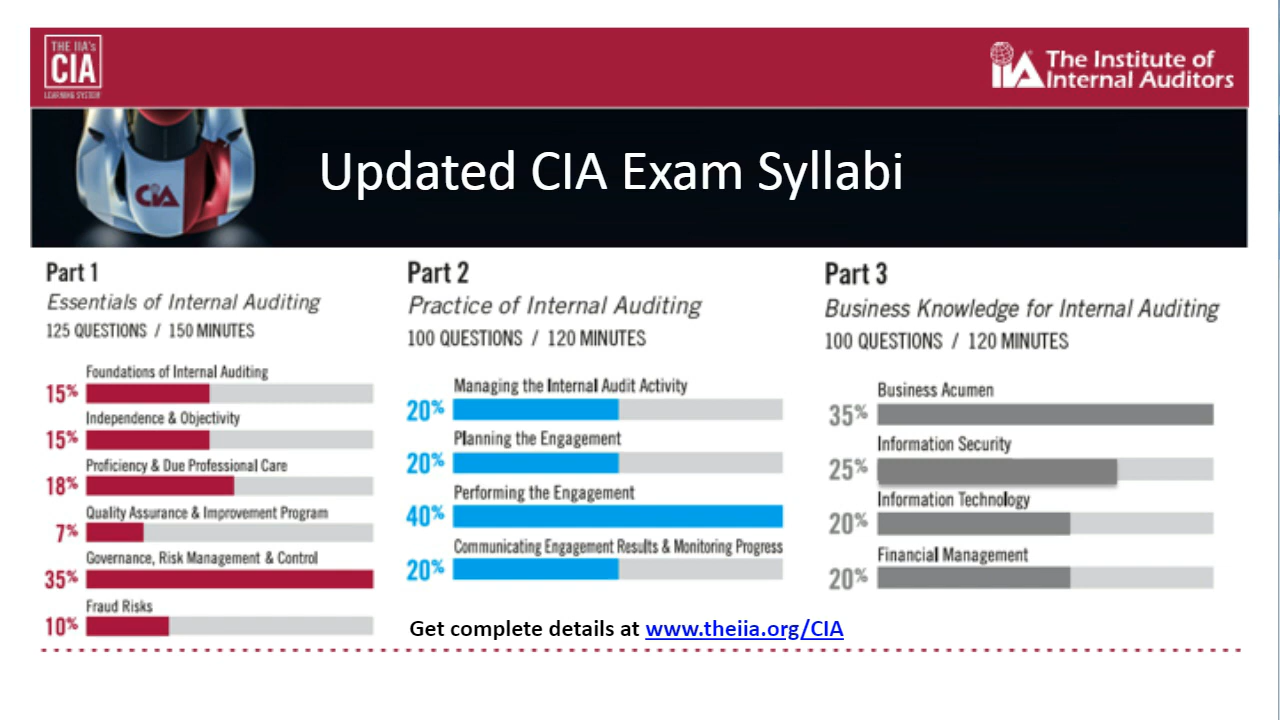 THE IIA's
CIA
LEARNING SYSTEM
IIA The Institute of
Internal Auditors
CIA
Updated CIA Exam Syllabi
Part 1
Essentials of Internal Auditing
125 QUESTIONS / 150 MINUTES
Foundations of Internal Auditing
15%
Independence & Objectivity
15%
Proficiency & Due Professional Care
18%
Quality Assurance & Improvement Program
7%
Governance, Risk Management & Control
35%
Fraud Risks
10%
Part 2
Practice of Internal Auditing
100 QUESTIONS / 120 MINUTES
Managing the Internal Audit Activity
20%
Planning the Engagement
20%
Performing the Engagement
40%
Communicating Engagement Results & Monitoring Progress
20%
Part 3
Business Knowledge for Internal Auditing
100 QUESTIONS / 120 MINUTES
Business Acumen
35%
Information Security
25%
Information Technology
20%
Financial Management
20%
Get complete details at www.theiia.org/CIA